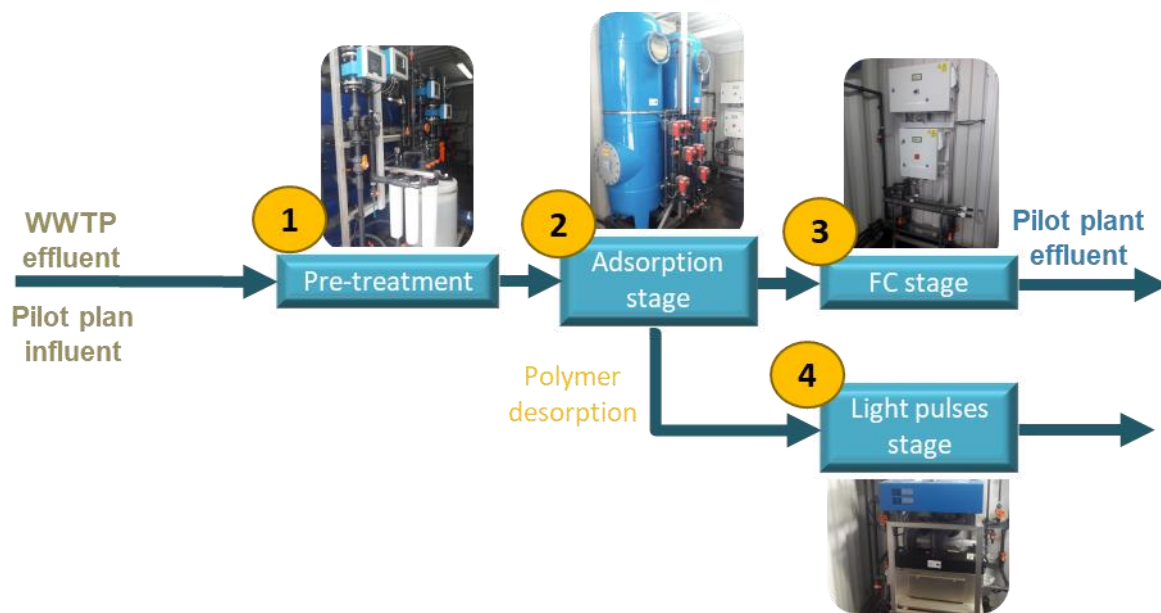 WWTP
effluent
Pilot plan
influent
1
Pre-treatment
2
Adsorption
stage
3
FC stage
Pilot plant
effluent
Polymer
desorption
4
Light pulses
stage